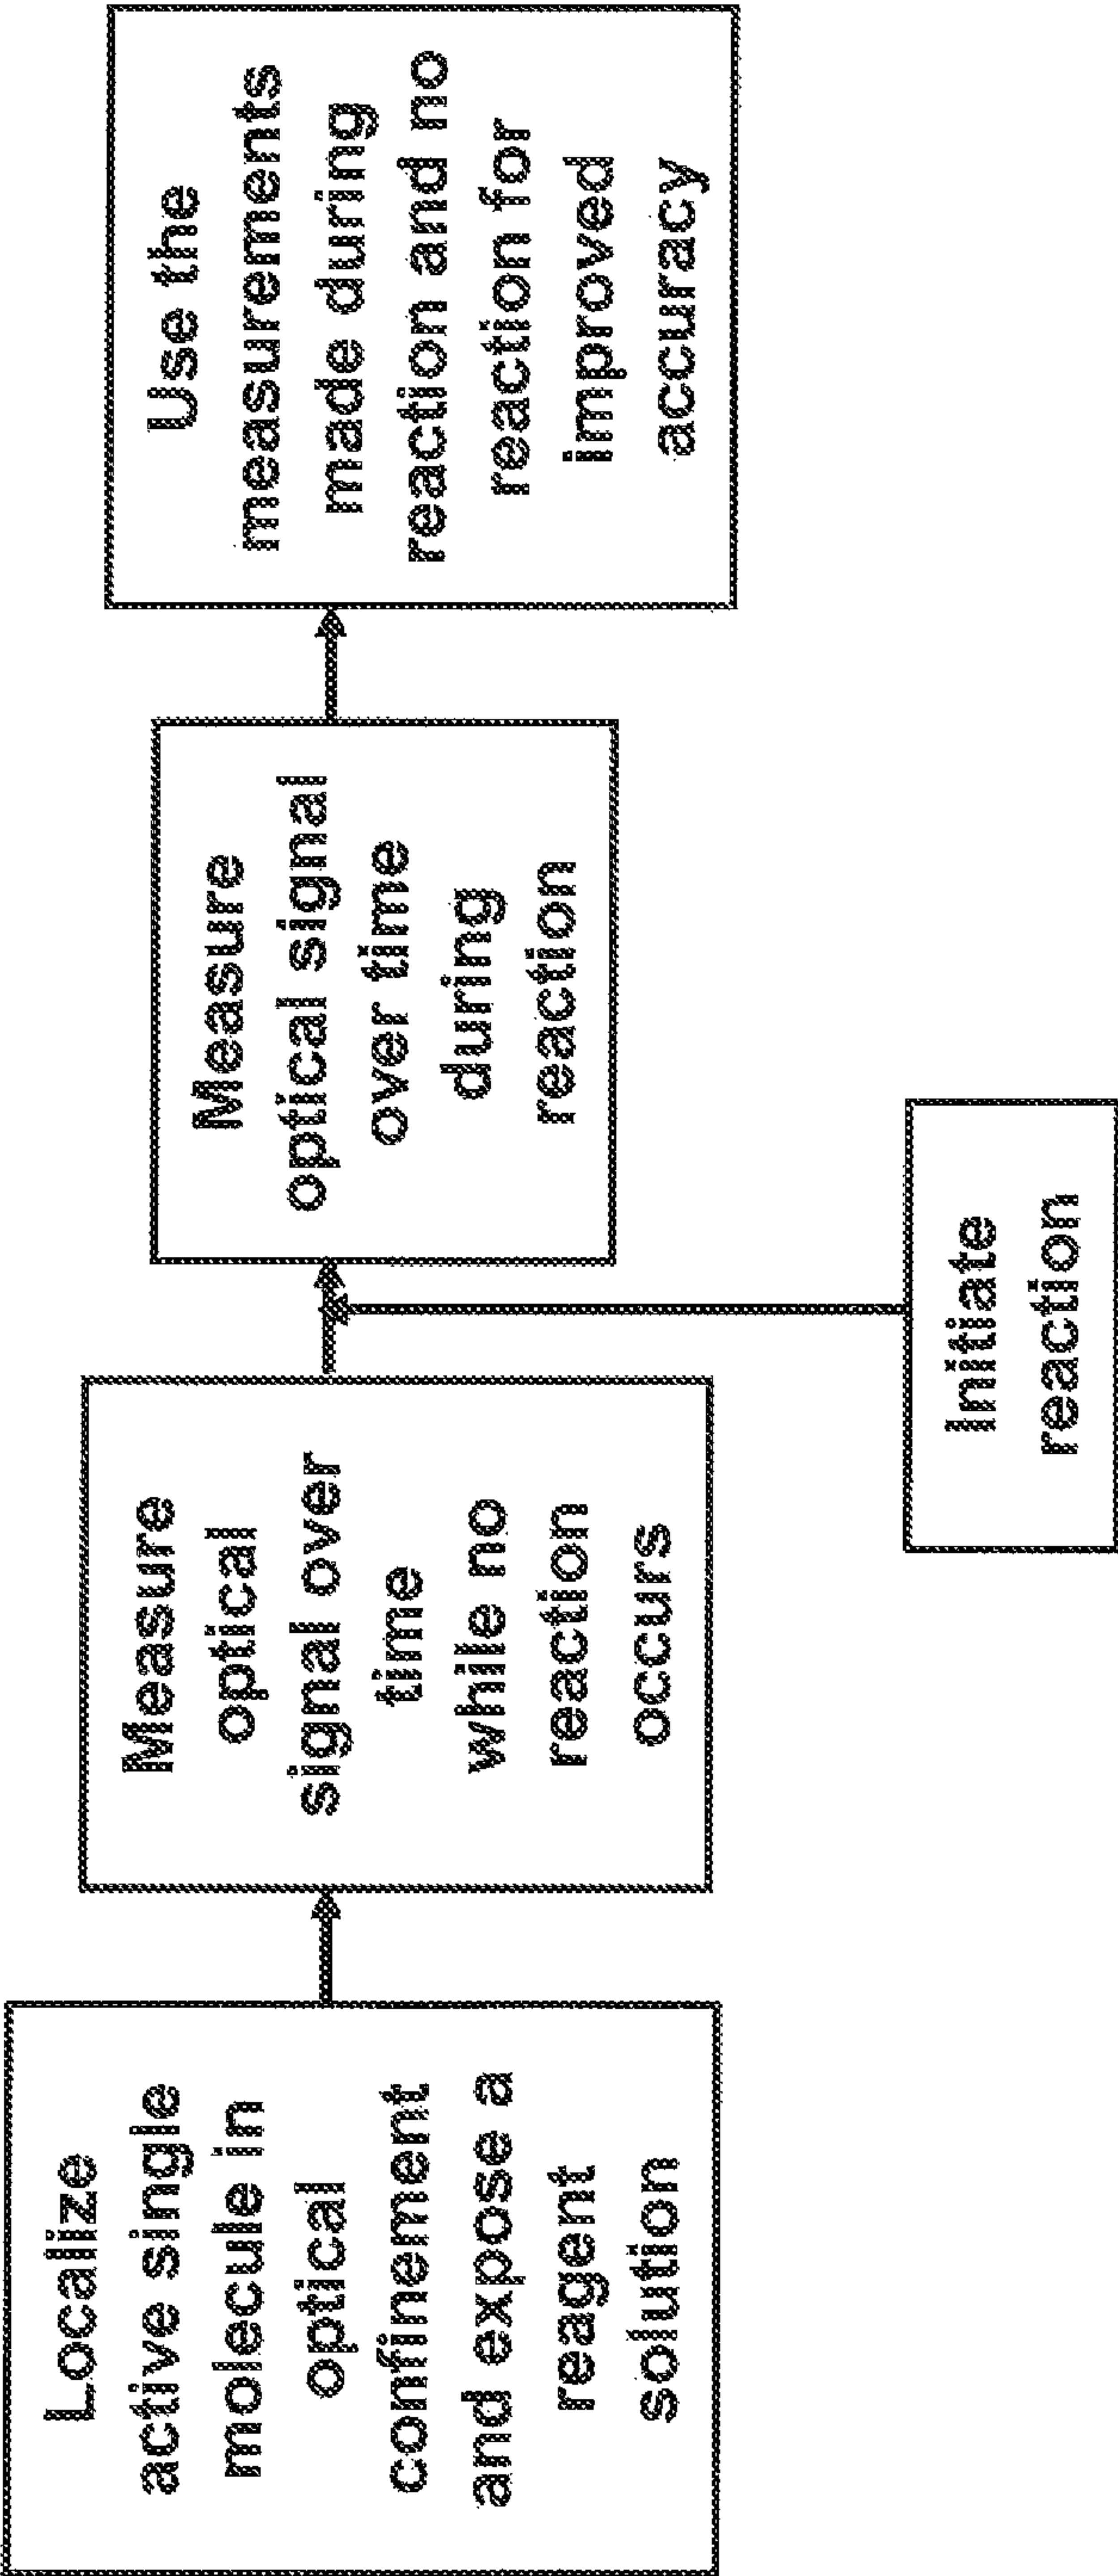 Localize
active single
molecule in
optical
confinement
and expose a
reagent
solution
Measure
optical
signal over
time
while no
reaction
occurs
Initiate
reaction
Measure
optical signal
over time
during
reaction
Use the
measurements
made during
reaction and no
reaction for
improved
accuracy